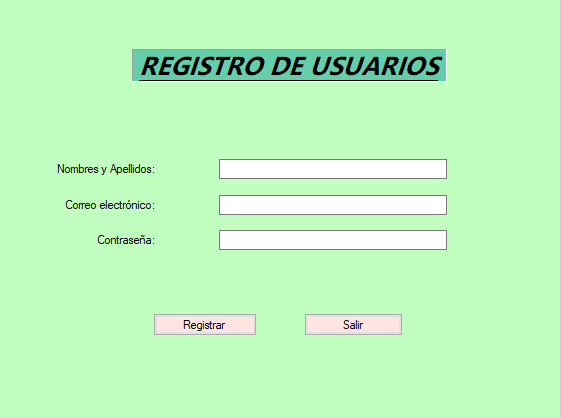 REGISTRO DE USUARIOS
Nombres y Apellidos:
Correo electrónico:
Contraseña:
Registrar
Salir